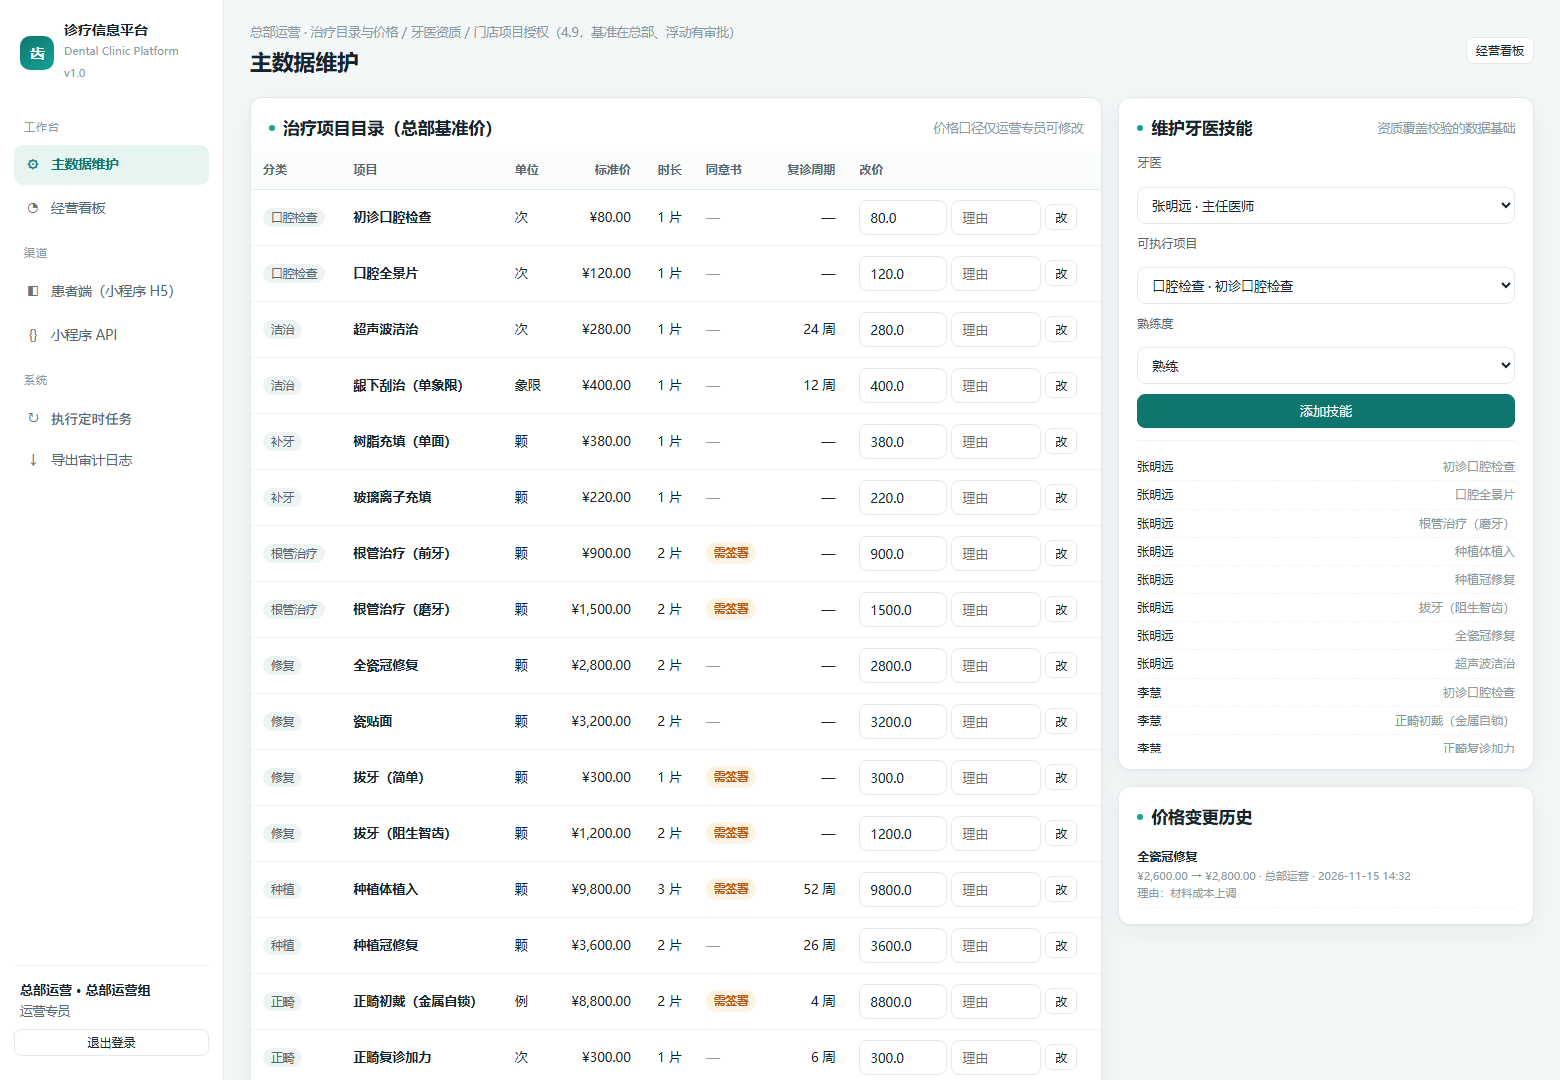 齿
诊疗信息平台
Dental Clinic Platform
v1.0
工作台
主数据维护
经营看板
渠道
患者端（小程序 H5）
{} 小程序 API
系统
执行定时任务
导出审计日志
总部运营 • 总部运营组
运营专员
退出登录
总部运营 · 治疗目录与价格 / 牙医资质 / 门店项目授权（4.9，基准在总部、浮动有审批）
主数据维护
经营看板
治疗项目目录（总部基准价）
价格口径仅运营专员可修改
分类 项目 单位 标准价 时长 同意书 复诊周期 改价
口腔检查 初诊口腔检查 次 ¥80.00 1 片 — — 80.0 理由 改
口腔检查 口腔全景片 次 ¥120.00 1 片 — — 120.0 理由 改
洁治 超声波洁治 次 ¥280.00 1 片 — 24 周 280.0 理由 改
洁治 龈下刮治（单象限） 象限 ¥400.00 1 片 — 12 周 400.0 理由 改
补牙 树脂充填（单面） 颗 ¥380.00 1 片 — — 380.0 理由 改
补牙 玻璃离子充填 颗 ¥220.00 1 片 — — 220.0 理由 改
根管治疗 根管治疗（前牙） 颗 ¥900.00 2 片 需签署 — 900.0 理由 改
根管治疗 根管治疗（磨牙） 颗 ¥1,500.00 2 片 需签署 — 1500.0 理由 改
修复 全瓷冠修复 颗 ¥2,800.00 2 片 — — 2800.0 理由 改
修复 瓷贴面 颗 ¥3,200.00 2 片 — — 3200.0 理由 改
修复 拔牙（简单） 颗 ¥300.00 1 片 需签署 — 300.0 理由 改
修复 拔牙（阻生智齿） 颗 ¥1,200.00 2 片 需签署 — 1200.0 理由 改
种植 种植体植入 颗 ¥9,800.00 3 片 需签署 52 周 9800.0 理由 改
种植 种植冠修复 颗 ¥3,600.00 2 片 — 26 周 3600.0 理由 改
正畸 正畸初戴（金属自锁） 例 ¥8,800.00 2 片 需签署 4 周 8800.0 理由 改
正畸 正畸复诊加力 次 ¥300.00 1 片 — 6 周 300.0 理由 改
维护牙医技能
资质覆盖校验的数据基础
牙医
张明远 · 主任医师
可执行项目
口腔检查 · 初诊口腔检查
熟练度
熟练
添加技能
张明远 初诊口腔检查
张明远 口腔全景片
张明远 根管治疗（磨牙）
张明远 种植体植入
张明远 种植冠修复
张明远 拔牙（阻生智齿）
张明远 全瓷冠修复
张明远 超声波洁治
李慧 初诊口腔检查
李慧 正畸初戴（金属自锁）
李慧 正畸复诊加力
价格变更历史
全瓷冠修复
¥2,600.00 → ¥2,800.00 · 总部运营 · 2026-11-15 14:32
理由：材料成本上调